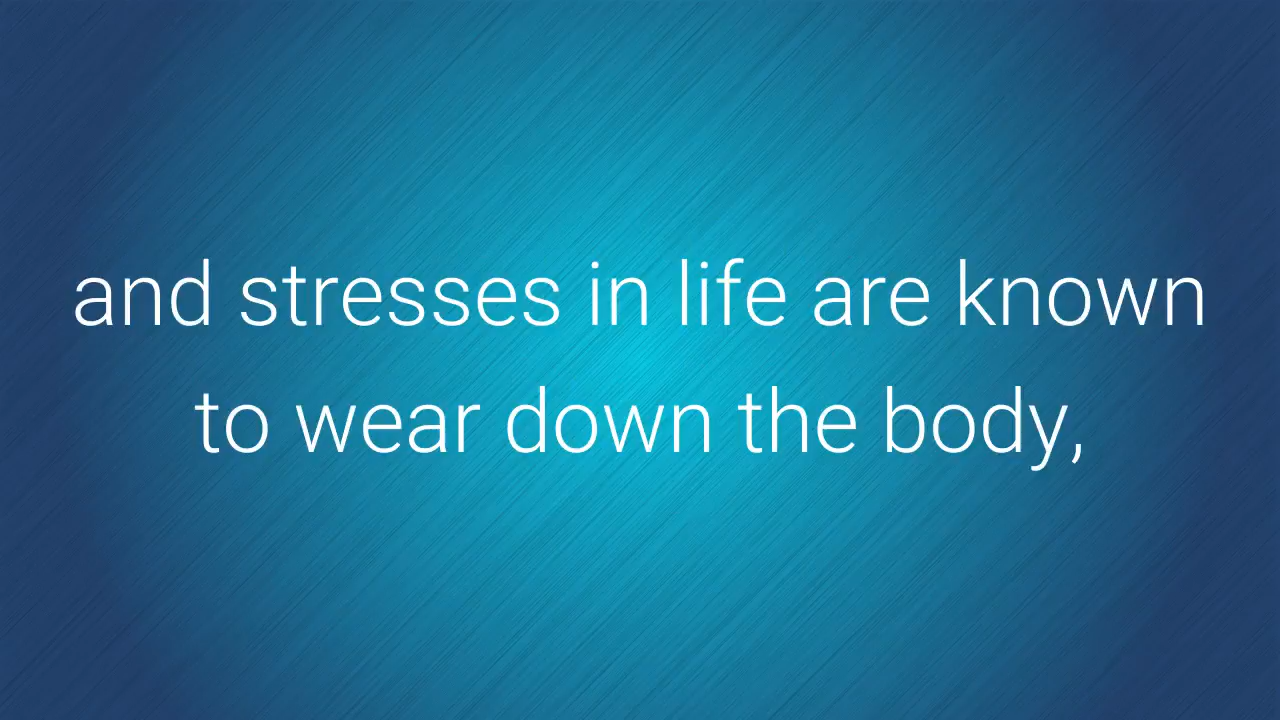 and stresses in life are known
to wear down the body,